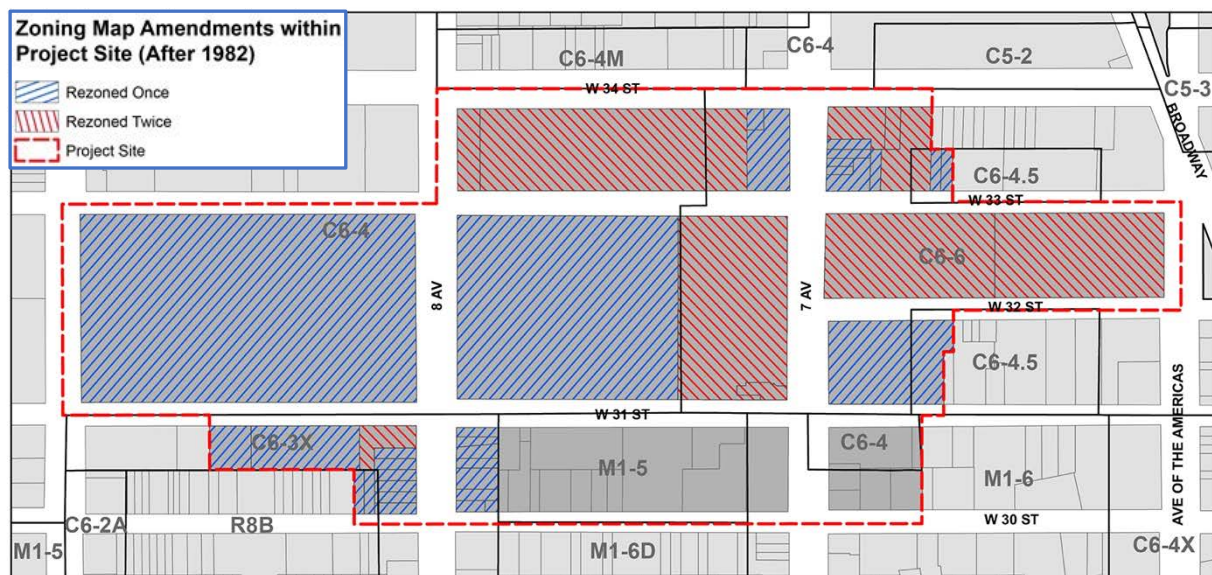 Zoning Map Amendments within
Project Site (After 1982)
Rezoned Once
Rezoned Twice
Project Site
C6-4M
C6-4
C5-2
C5-3
W 34 ST
BROADWAY
C6-4.5
W 33 ST
C6-4
C6-6
8 AV
7 AV
W 32 ST
C6-4.5
W 31 ST
AVE OF THE AMERICAS
C6-3X
C6-4
M1-5
M1-6
C6-2A
R8B
W 30 ST
M1-5
M1-6D
C6-4X